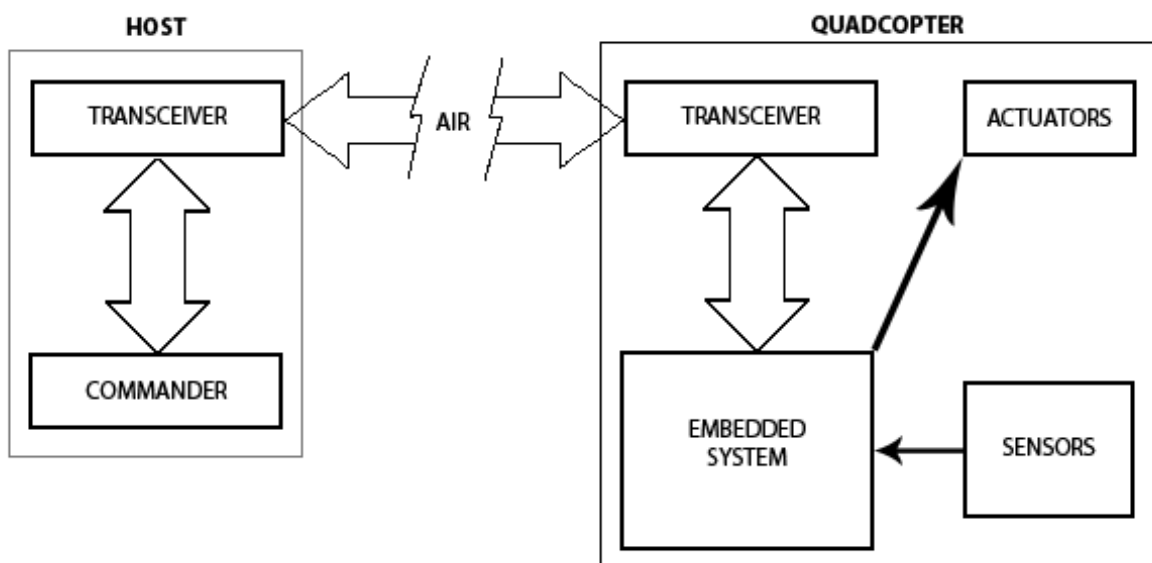 HOST
QUADCOPTER
TRANSCEIVER
AIR
TRANSCEIVER
ACTUATORS
COMMANDER
EMBEDDED
SYSTEM
SENSORS